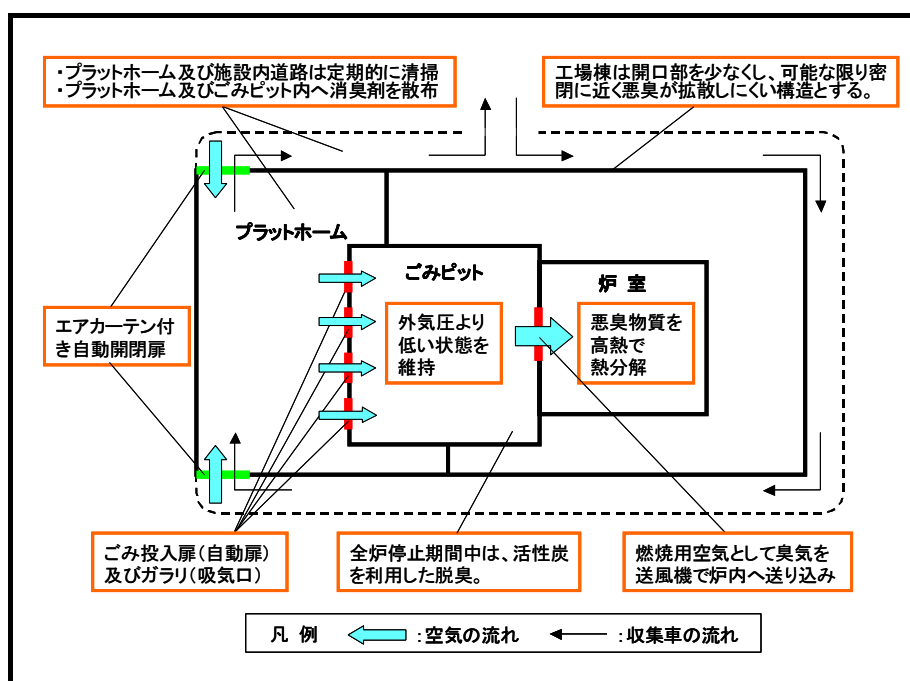 ・プラットホーム及び施設内道路は定期的に清掃
・プラットホーム及びごみピット内へ消臭剤を散布
工場棟は開口部を少なくし、可能な限り密
閉に近く悪臭が拡散しにくい構造とする。
プラットホーム
ごみピット
炉 室
エアカーテン付
き自動開閉扉
外気圧より
低い状態を
維持
悪臭物質を
高熱で
熱分解
ごみ投入扉(自動扉)
及びガラリ(吸気口)
全炉停止期間中は、活性炭
を利用した脱臭。
燃焼用空気として臭気を
送風機で炉内へ送り込み
凡 例
:空気の流れ
:収集車の流れ